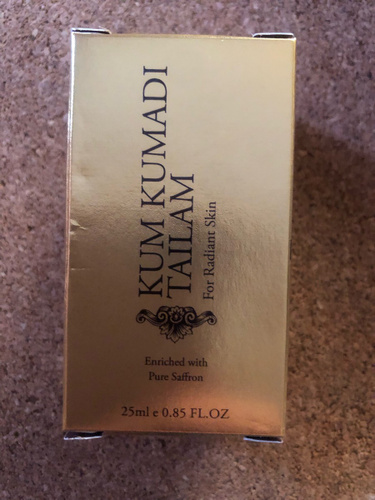 KUM KUMADI
TAILAM
For Radiant Skin
Enriched with
Pure Saffron
25ml e 0.85 FL.OZ